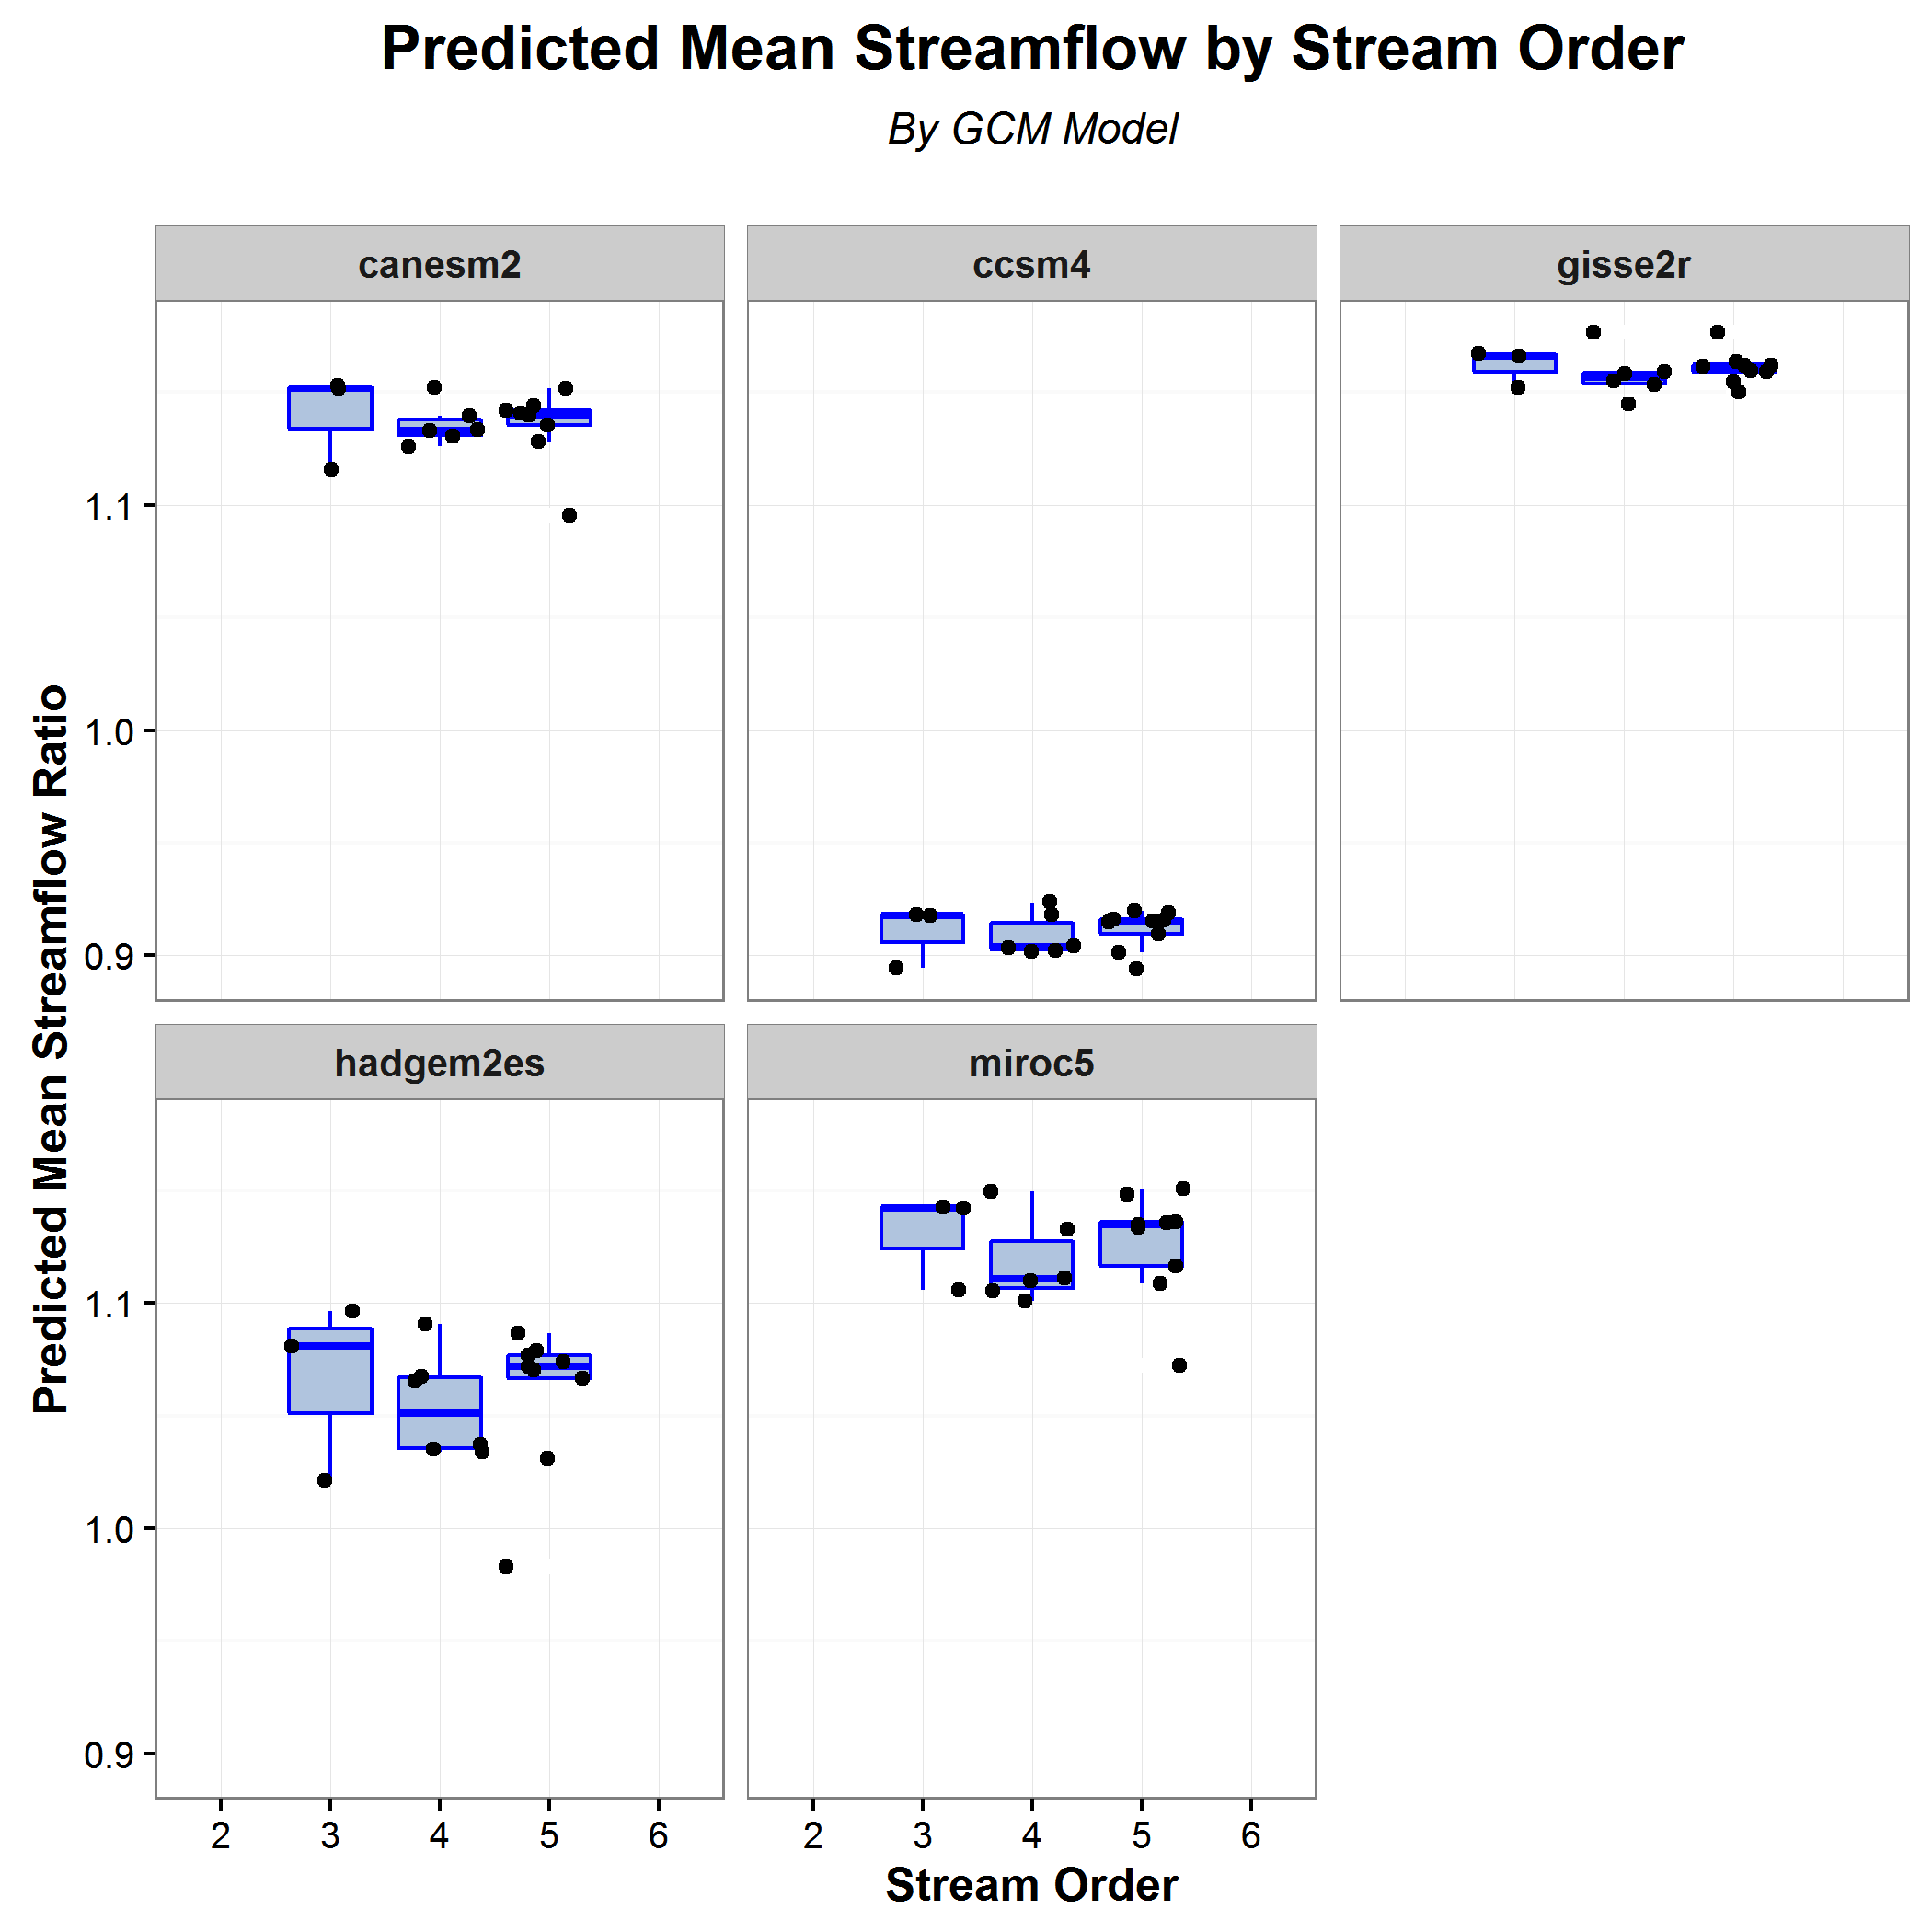 Predicted Mean Streamflow by Stream Order
By GCM Model
canesm2
ccsm4
gisse2r
1.1
1.0
0.9
Predicted Mean Streamflow Ratio
hadgem2es
miroc5
1.1
1.0
0.9
2 3 4 5 6
2 3 4 5 6
Stream Order